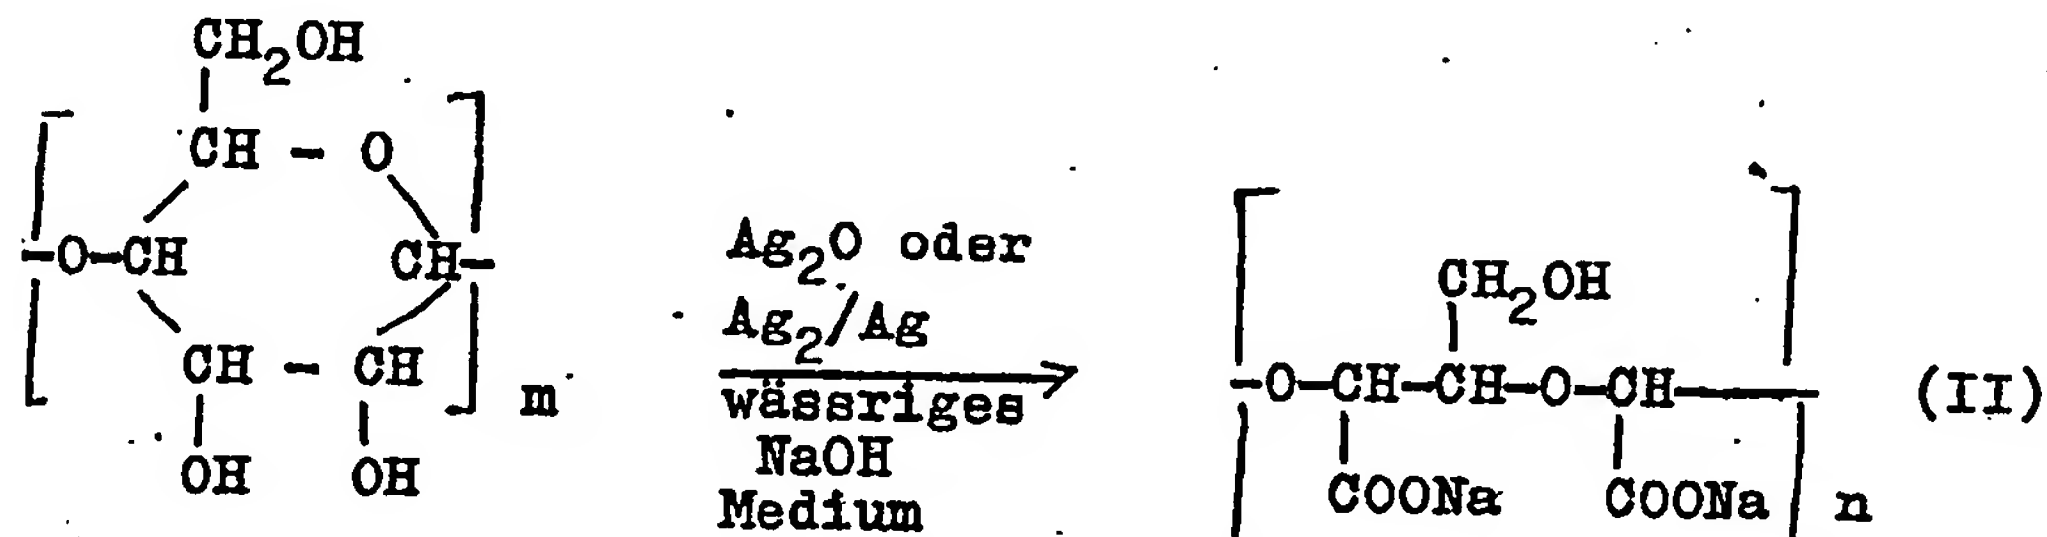 CH2OH
CH - O
-O-CH CH-
CH - CH
OH OH
m
Ag2O oder
Ag2/Ag
wässriges
NaOH
Medium
CH2OH
-O-CH-CH-O-CH- (II)
COONa COONa
n